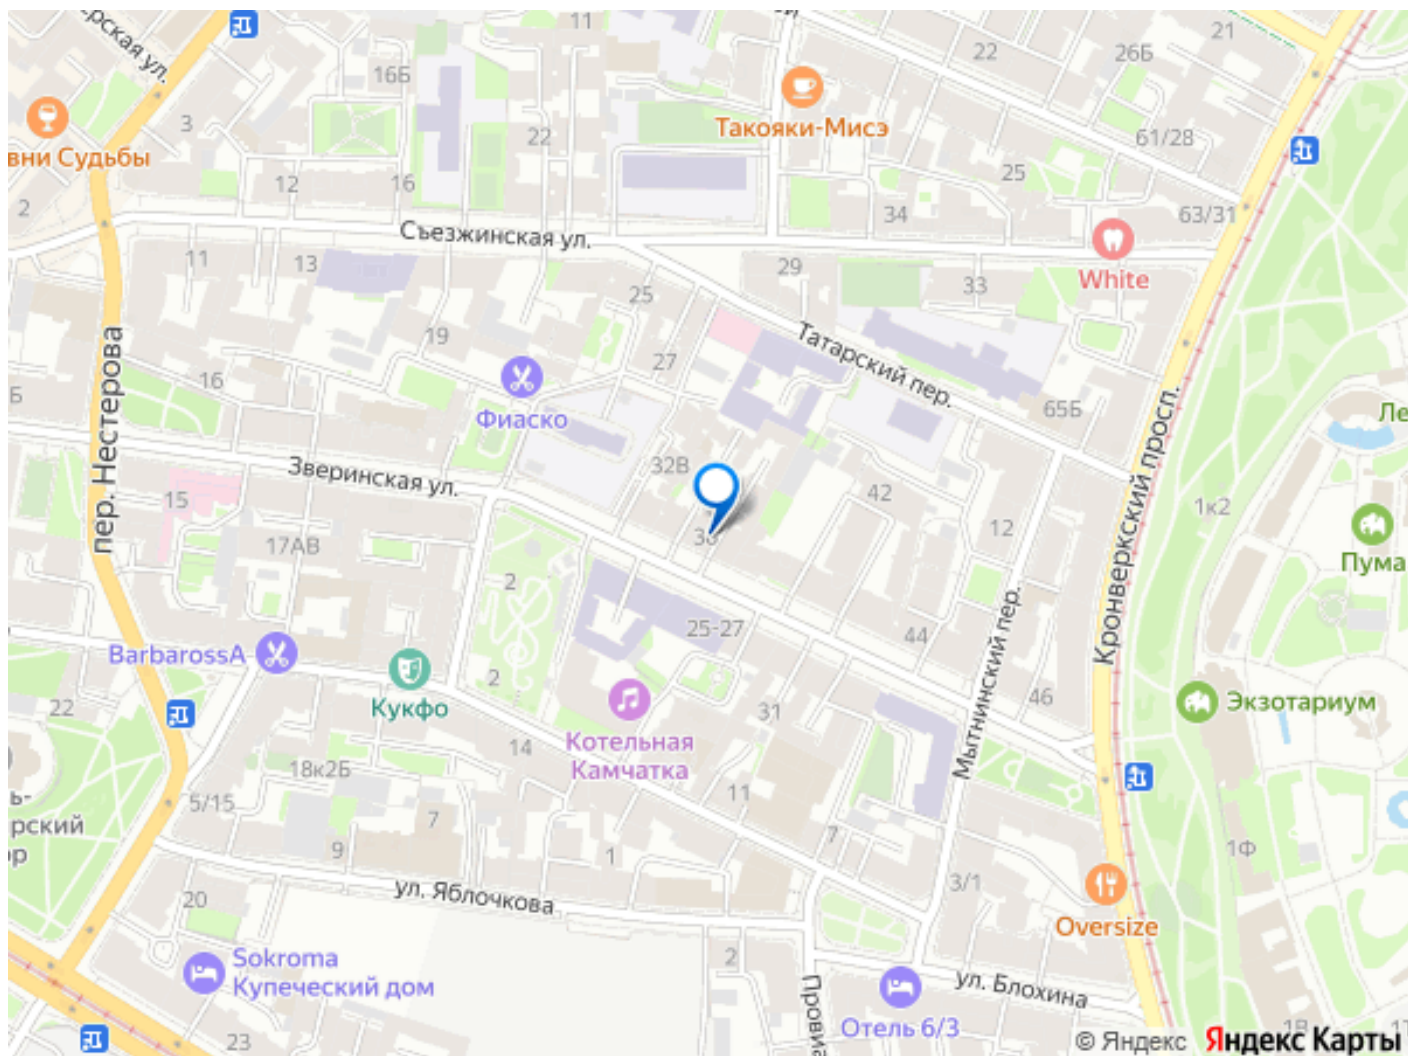 11
21
22
26Б
16Б
3
22
Такояки-Мисэ
61/28
вни Судьбы
12
16
25
2
34
63/31
Съезжинская ул.
11
13
29
33
White
25
19
27
Татарский пер.
16
Фиаско
65Б
пер. Нестерова
Кронверкский просп.
Зверинская ул.
32В
15
42
1к2
12
17АВ
Пума
2
25-27
44
Мытнинский пер.
BarbarossA
2
Кукфо
22
46
Экзотариум
31
14
Котельная
Камчатка
18к2Б
5/15
7
11
7
9
1
1Ф
3/1
ул. Яблочкова
20
Oversize
Sokroma
Купеческий дом
2
ул. Блохина
Отель 6/3
23
© Яндекс Яндекс Карты